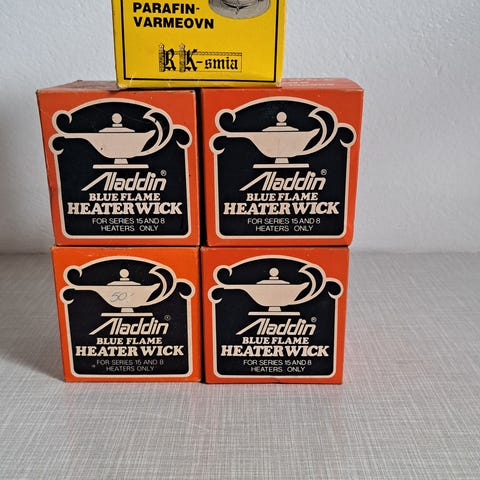 PARAFIN-
VARMEOVN
RK-smia
Aladdin®
BLUE FLAME
HEATER WICK
FOR SERIES 15 AND 8
HEATERS ONLY
Aladdin®
BLUE FLAME
HEATER WICK
FOR SERIES 15 AND 8
HEATERS ONLY
50
Aladdin®
BLUE FLAME
HEATER WICK
FOR SERIES 15 AND 8
HEATERS ONLY
Aladdin®
BLUE FLAME
HEATER WICK
FOR SERIES 15 AND 8
HEATERS ONLY